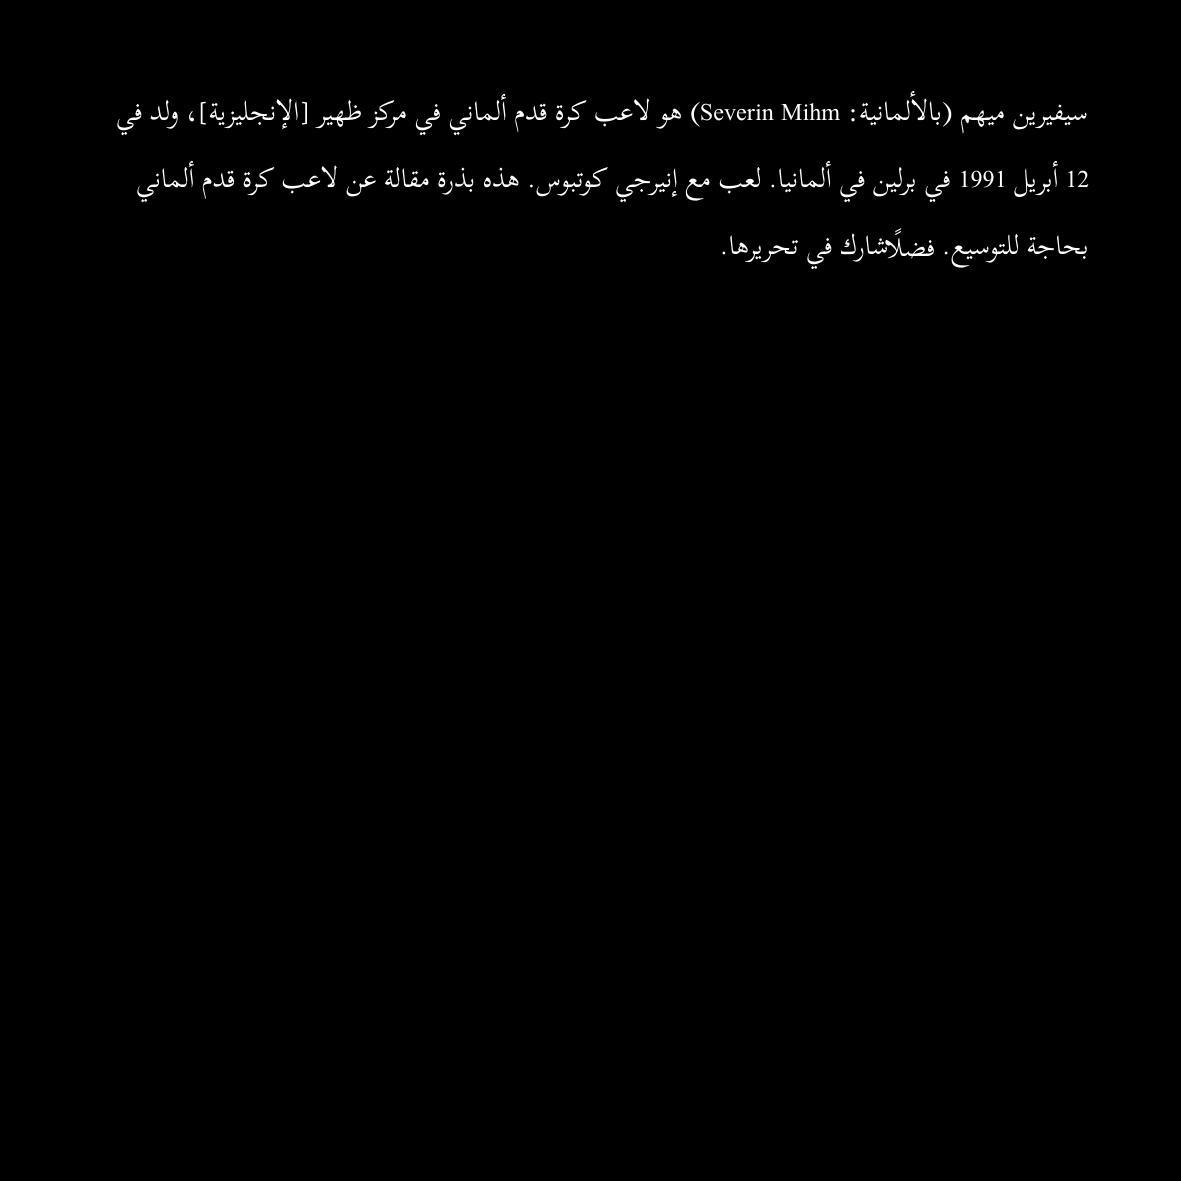 سيفيرين ميهم (بالألمانية: Severin Mihm) هو لاعب كرة قدم ألماني في مركز ظهير [الإنجليزية]، ولد في
12 أبريل 1991 في برلين في ألمانيا. لعب مع إنيرجي كوتبوس. هذه بذرة مقالة عن لاعب كرة قدم ألماني
بحاجة للتوسيع. فضلًاشارك في تحريرها.